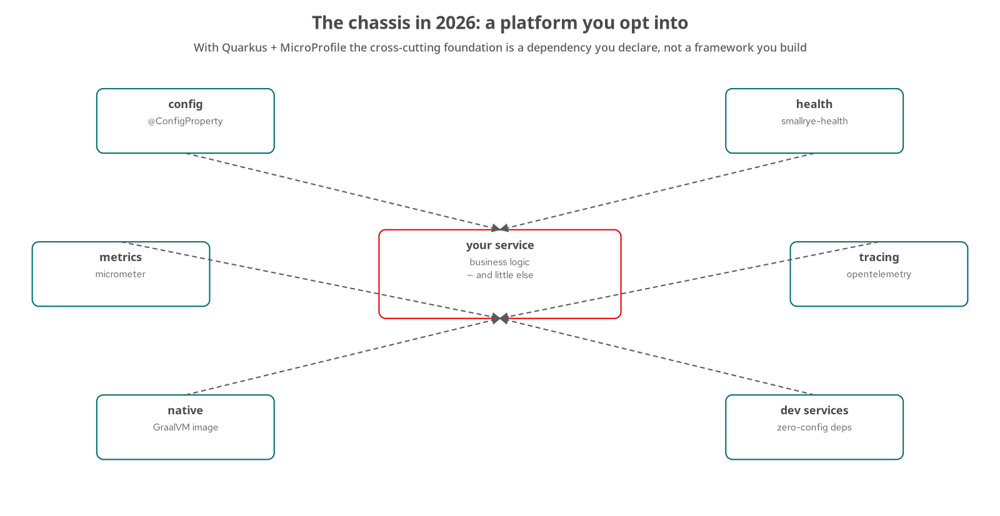 The chassis in 2026: a platform you opt into
With Quarkus + MicroProfile the cross-cutting foundation is a dependency you declare, not a framework you build
config
@ConfigProperty
health
smallrye-health
your service
business logic
– and little else
metrics
micrometer
tracing
opentelemetry
native
GraalVM image
dev services
zero-config deps